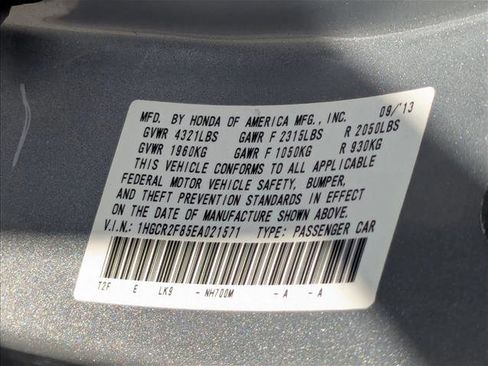 MFD. BY HONDA OF AMERICA MFG., INC. 09/'13
GVWR 4321LBS GAWR F 2315LBS R 2050LBS
GVWR 1960KG GAWR F 1050KG R 930KG
THIS VEHICLE CONFORMS TO ALL APPLICABLE
FEDERAL MOTOR VEHICLE SAFETY, BUMPER,
AND THEFT PREVENTION STANDARDS IN EFFECT
ON THE DATE OF MANUFACTURE SHOWN ABOVE.
V.I.N.: 1HGCR2F85EA021571 TYPE: PASSENGER CAR
T2F E LK9 - NH700M - A - A